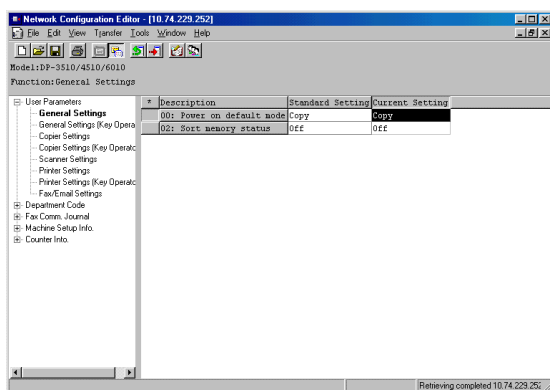 Network Configuration Editor - [10.74.229.252]
File Edit View Transfer Tools Window Help
Model:DP-3510/4510/6010
Function:General Settings
User Parameters
General Settings
General Settings (Key Opera
Copier Settings
Copier Settings (Key Operato
Scanner Settings
Printer Settings
Printer Settings (Key Operato
Fax/Email Settings
Department Code
Fax Comm. Journal
Machine Setup Info.
Counter Into.
* Description Standard Setting Current Setting
00: Power on default mode Copy Copy
02: Sort memory status Off Off
Retrieving completed 10.74.229.252